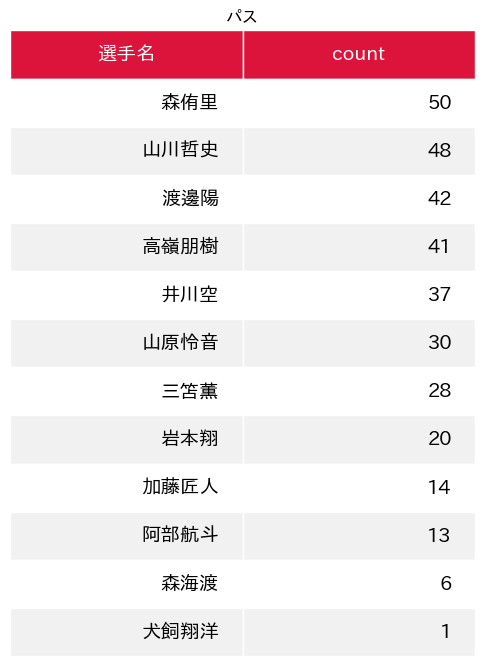 パス
選手名 count
森侑里 50
山川哲史 48
渡邊陽 42
高嶺朋樹 41
井川空 37
山原怜音 30
三笘薫 28
岩本翔 20
加藤匠人 14
阿部航斗 13
森海渡 6
犬飼翔洋 1